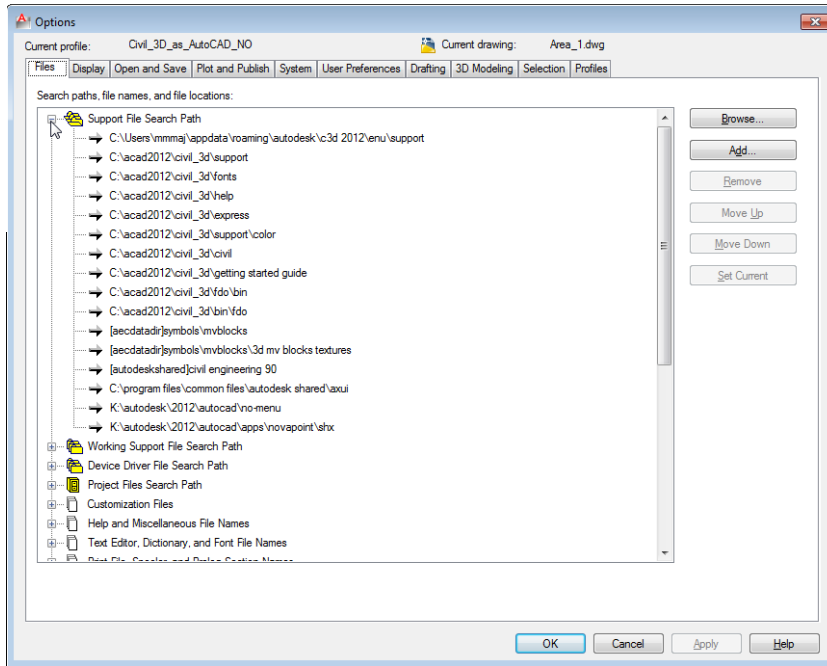 Options
Current profile: Civil_3D_as_AutoCAD_NO Current drawing: Area_1.dwg
Files Display Open and Save Plot and Publish System User Preferences Drafting 3D Modeling Selection Profiles
Search paths, file names, and file locations:
Support File Search Path
C:\Users\mmmaj\appdata\roaming\autodesk\c3d 2012\enu\support
C:\acad2012\civil_3d\support
C:\acad2012\civil_3d\fonts
C:\acad2012\civil_3d\help
C:\acad2012\civil_3d\express
C:\acad2012\civil_3d\support\color
C:\acad2012\civil_3d\civil
C:\acad2012\civil_3d\getting started guide
C:\acad2012\civil_3d\fdo\bin
C:\acad2012\civil_3d\bin\fdo
[aecdatadir]symbols\mvblocks
[aecdatadir]symbols\mvblocks\3d mv blocks textures
[autodeskshared]civil engineering 90
C:\program files\common files\autodesk shared\axui
K:\autodesk\2012\autocad\no-menu
K:\autodesk\2012\autocad\apps\novapoint\shx
Working Support File Search Path
Device Driver File Search Path
Project Files Search Path
Customization Files
Help and Miscellaneous File Names
Text Editor, Dictionary, and Font File Names
Print File, Spooler, and Prolog Section Names
Browse...
Add...
Remove
Move Up
Move Down
Set Current
OK Cancel Apply Help